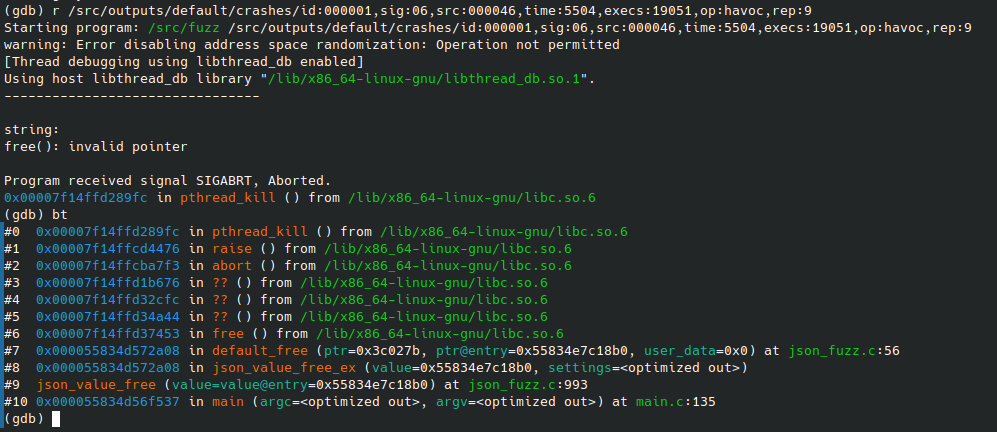 (gdb) r /src/outputs/default/crashes/id:000001,sig:06,src:000046,time:5504,execs:19051,op:havoc,rep:9
Starting program: /src/fuzz /src/outputs/default/crashes/id:000001,sig:06,src:000046,time:5504,execs:19051,op:havoc,rep:9
warning: Error disabling address space randomization: Operation not permitted
[Thread debugging using libthread_db enabled]
Using host libthread_db library "/lib/x86_64-linux-gnu/libthread_db.so.1".
--------------------------------
string:
free(): invalid pointer
Program received signal SIGABRT, Aborted.
0x00007f14ffd289fc in pthread_kill () from /lib/x86_64-linux-gnu/libc.so.6
(gdb) bt
#0  0x00007f14ffd289fc in pthread_kill () from /lib/x86_64-linux-gnu/libc.so.6
#1  0x00007f14ffcd4476 in raise () from /lib/x86_64-linux-gnu/libc.so.6
#2  0x00007f14ffcba7f3 in abort () from /lib/x86_64-linux-gnu/libc.so.6
#3  0x00007f14ffd1b676 in ?? () from /lib/x86_64-linux-gnu/libc.so.6
#4  0x00007f14ffd32cfc in ?? () from /lib/x86_64-linux-gnu/libc.so.6
#5  0x00007f14ffd34a44 in ?? () from /lib/x86_64-linux-gnu/libc.so.6
#6  0x00007f14ffd37453 in free () from /lib/x86_64-linux-gnu/libc.so.6
#7  0x000055834d572a08 in default_free (ptr=0x3c027b, ptr@entry=0x55834e7c18b0, user_data=0x0) at json_fuzz.c:56
#8  0x000055834d572a08 in json_value_free_ex (value=0x55834e7c18b0, settings=<optimized out>)
#9  json_value_free (value=value@entry=0x55834e7c18b0) at json_fuzz.c:993
#10 0x000055834d56f537 in main (argc=<optimized out>, argv=<optimized out>) at main.c:135
(gdb)